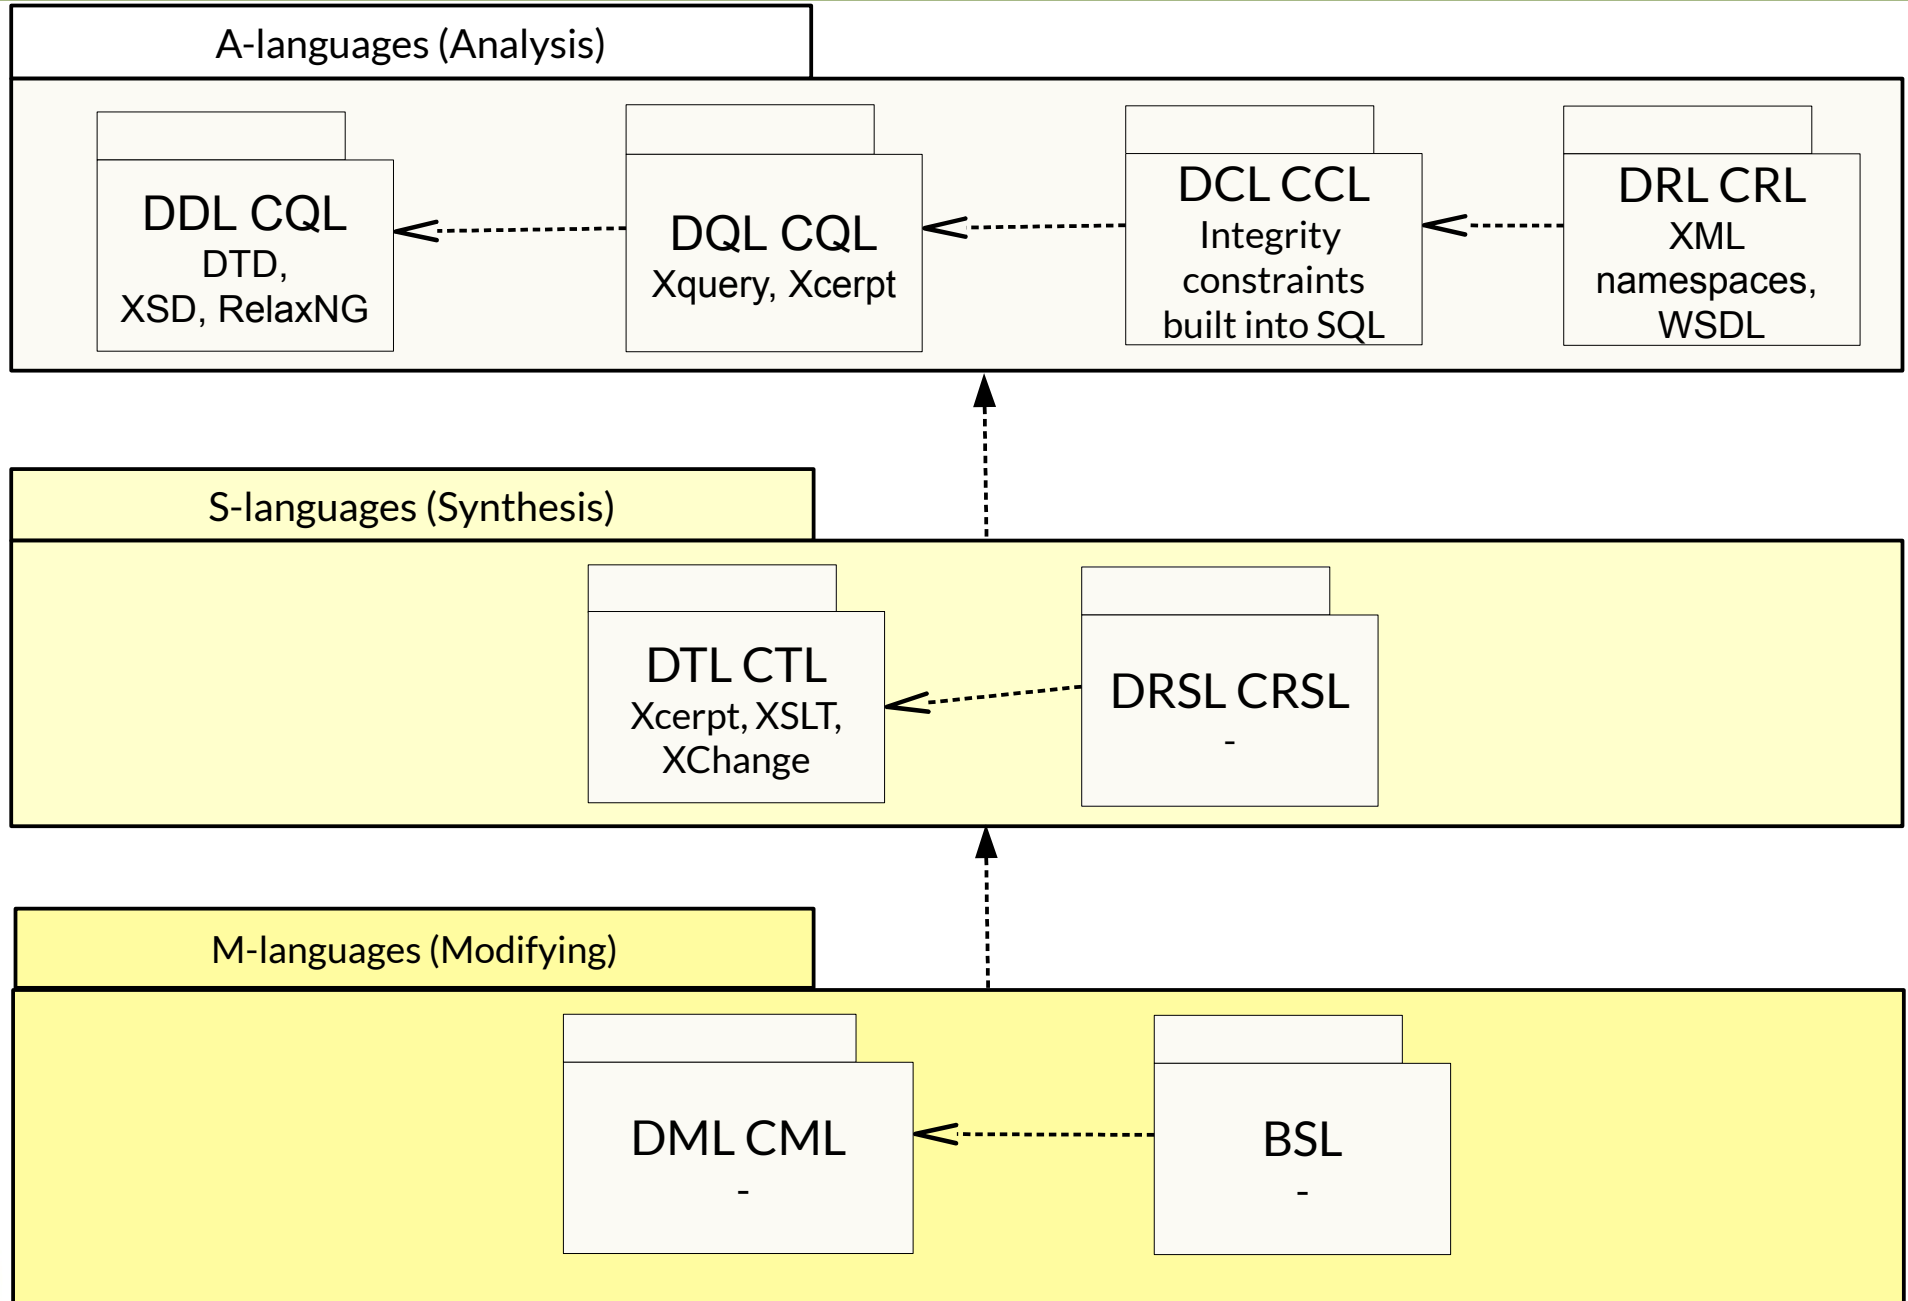 A-languages (Analysis)
DDL CQL
DTD,
XSD, RelaxNG
DQL CQL
Xquery, Xcerpt
DCL CCL
Integrity
constraints
built into SQL
DRL CRL
XML
namespaces,
WSDL
S-languages (Synthesis)
DTL CTL
Xcerpt, XSLT,
XChange
DRSL CRSL
-
M-languages (Modifying)
DML CML
-
BSL
-